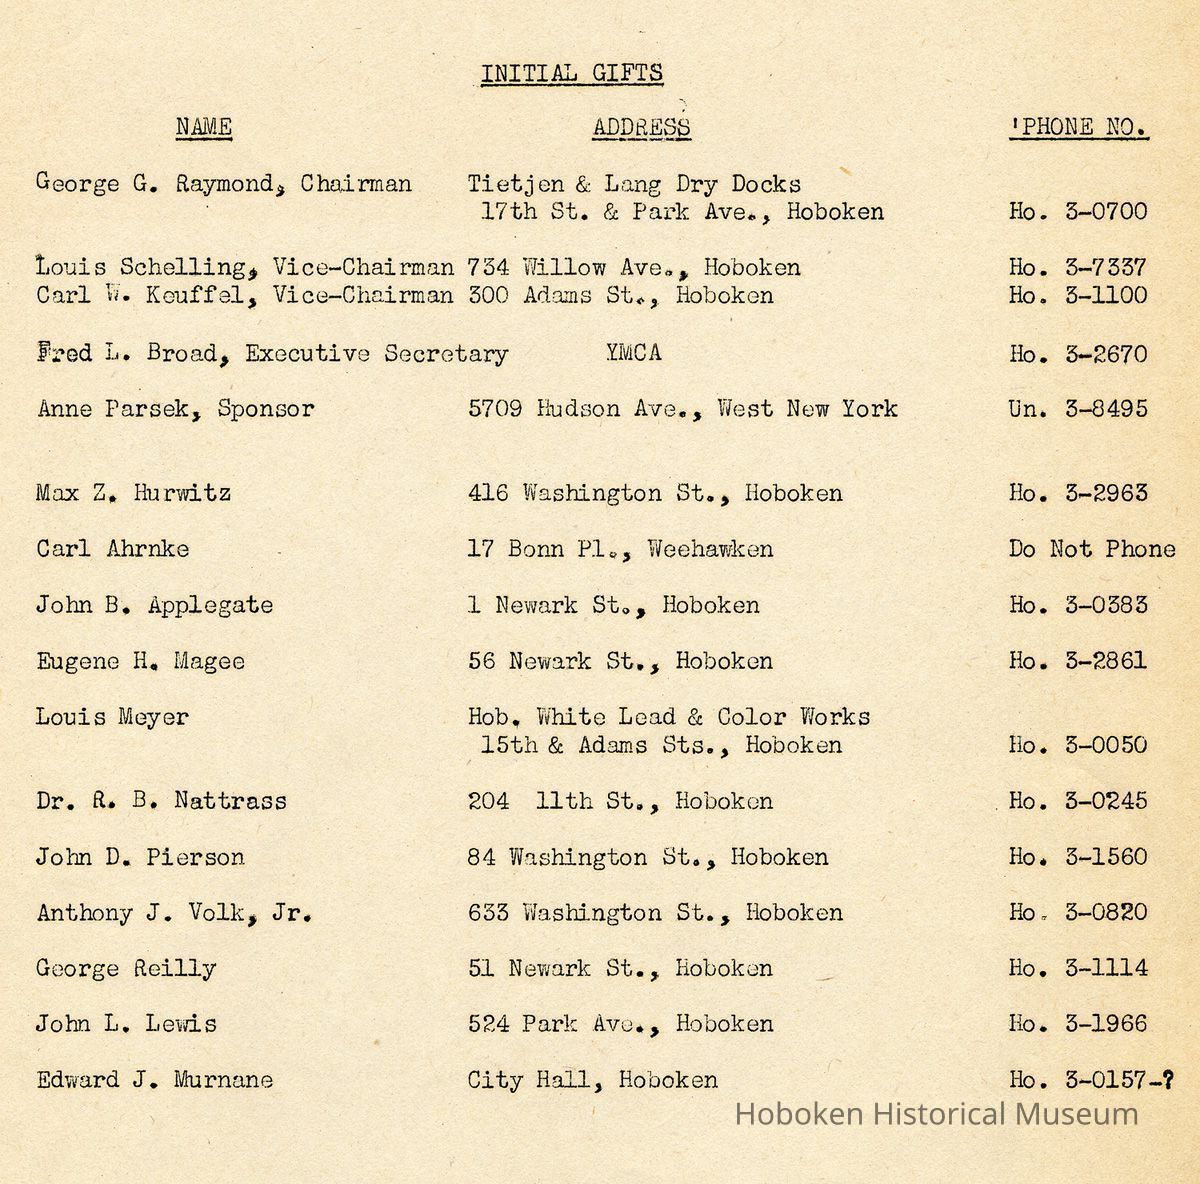 INITIAL GIFTS
NAME ADDRESS 'PHONE NO.
George G. Raymond, Chairman Tietjen & Lang Dry Docks
17th St. & Park Ave., Hoboken Ho. 3-0700
Louis Schelling, Vice-Chairman 734 Willow Ave., Hoboken Ho. 3-7337
Carl W. Keuffel, Vice-Chairman 300 Adams St., Hoboken Ho. 3-1100
Fred L. Broad, Executive Secretary YMCA Ho. 3-2670
Anne Parsek, Sponsor 5709 Hudson Ave., West New York Un. 3-8495
Max Z. Hurwitz 416 Washington St., Hoboken Ho. 3-2963
Carl Ahrnke 17 Bonn Pl., Weehawken Do Not Phone
John B. Applegate 1 Newark St., Hoboken Ho. 3-0383
Eugene H. Magee 56 Newark St., Hoboken Ho. 3-2861
Louis Meyer Hob. White Lead & Color Works
15th & Adams Sts., Hoboken Ho. 3-0050
Dr. R. B. Nattrass 204 11th St., Hoboken Ho. 3-0245
John D. Pierson 84 Washington St., Hoboken Ho. 3-1560
Anthony J. Volk, Jr. 633 Washington St., Hoboken Ho. 3-0820
George Reilly 51 Newark St., Hoboken Ho. 3-1114
John L. Lewis 524 Park Ave., Hoboken Ho. 3-1966
Edward J. Murnane City Hall, Hoboken Ho. 3-0157-?
Hoboken Historical Museum